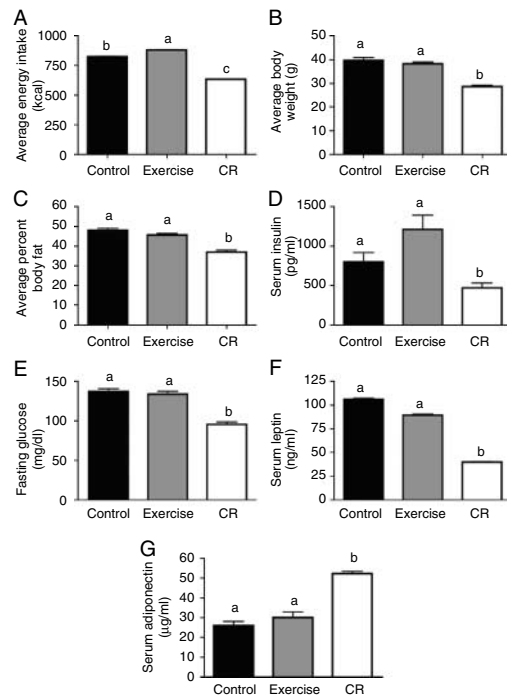 A
Average energy intake
(kcal)
1000
750
500
250
0
b
a
c
Control
Exercise
CR
B
Average body
weight (g)
50
40
30
20
10
0
a
a
b
Control
Exercise
CR
C
Average percent
body fat
60
50
40
30
20
10
0
a
a
b
Control
Exercise
CR
D
Serum insulin
(pg/ml)
1500
1000
500
0
a
a
b
Control
Exercise
CR
E
Fasting glucose
(mg/dl)
150
100
50
0
a
a
b
Control
Exercise
CR
F
Serum leptin
(ng/ml)
125
100
75
50
25
0
a
a
b
Control
Exercise
CR
G
Serum adiponectin
(µg/ml)
60
50
40
30
20
10
0
a
a
b
Control
Exercise
CR